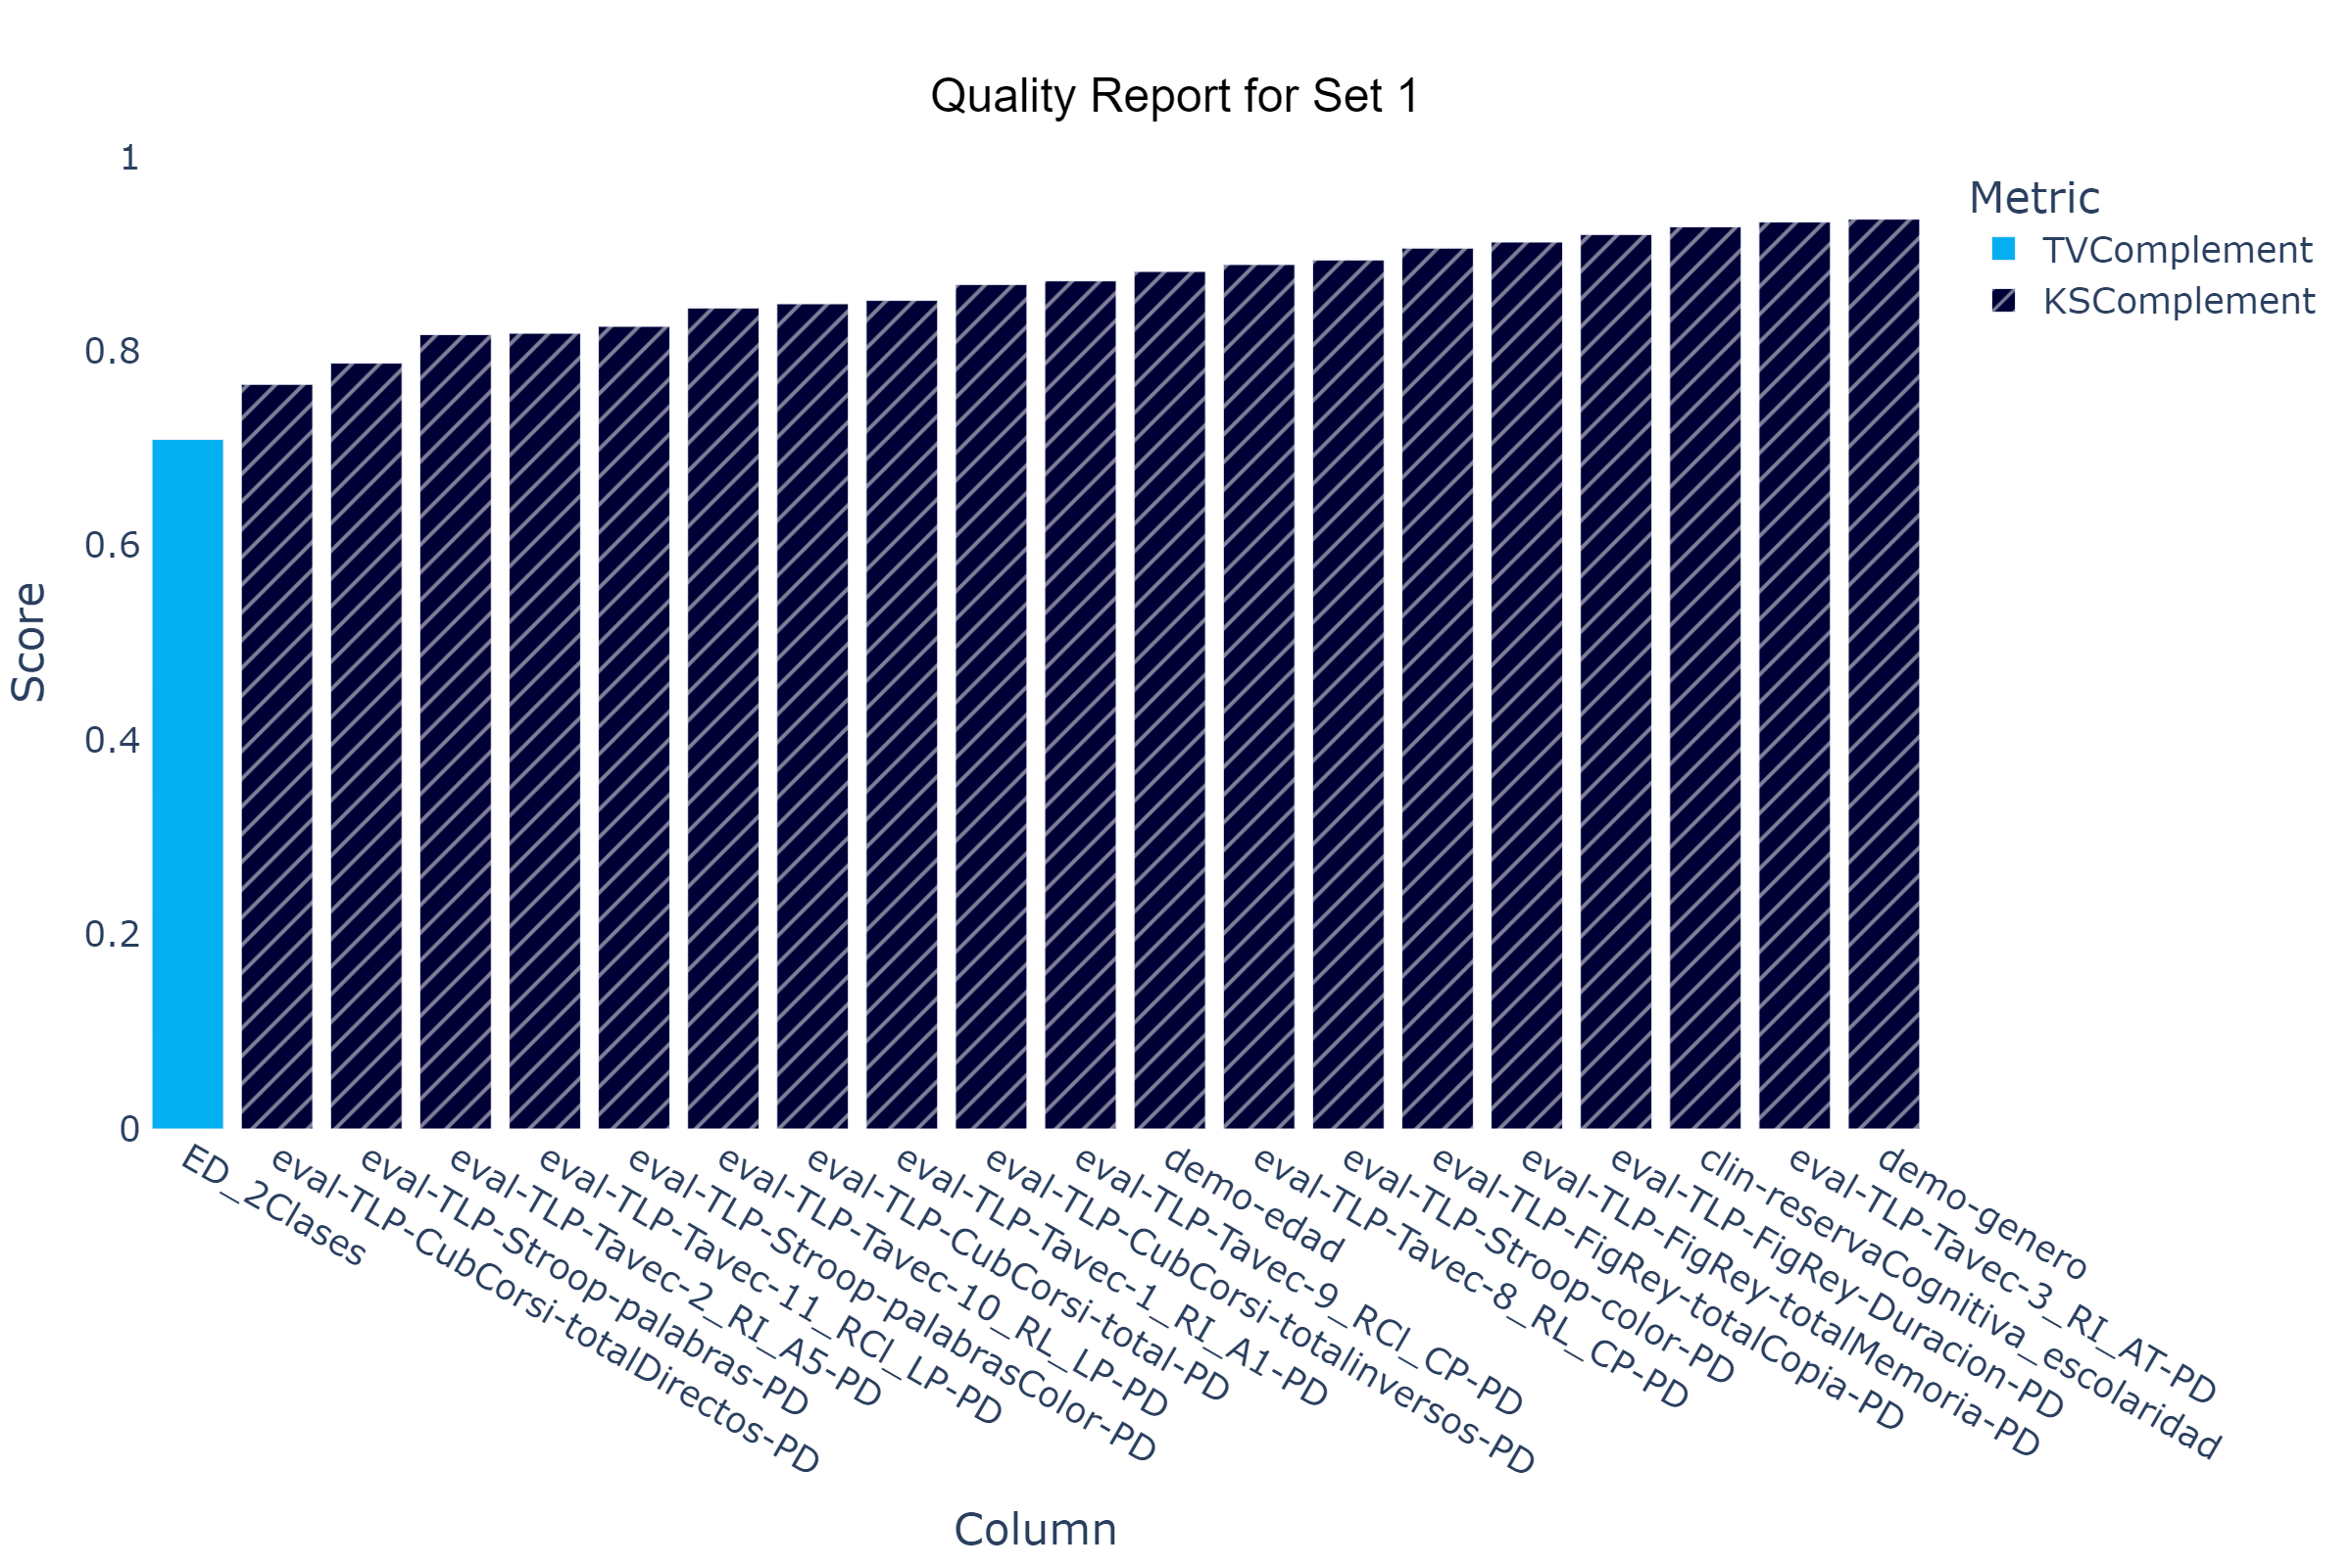 Quality Report for Set 1
1
0.8
0.6
0.4
0.2
0
Score
Metric
TVComplement
KSComplement
ED_2Clases
eval-TLP-CubCorsi-totalDirectos-PD
eval-TLP-Stroop-palabras-PD
eval-TLP-Tavec-2_RI_A5-PD
eval-TLP-Tavec-11_RCl_LP-PD
eval-TLP-Stroop-palabrasColor-PD
eval-TLP-Tavec-10_RL_LP-PD
eval-TLP-CubCorsi-total-PD
eval-TLP-Tavec-1_RI_A1-PD
eval-TLP-CubCorsi-totalinversos-PD
eval-TLP-Tavec-9_RCl_CP-PD
demo-edad
eval-TLP-Tavec-8_RL_CP-PD
eval-TLP-Stroop-color-PD
eval-TLP-FigRey-totalCopia-PD
eval-TLP-FigRey-totalMemoria-PD
eval-TLP-FigRey-Duracion-PD
clin-reservaCognitiva_escolaridad
eval-TLP-Tavec-3_RI_AT-PD
demo-genero
Column